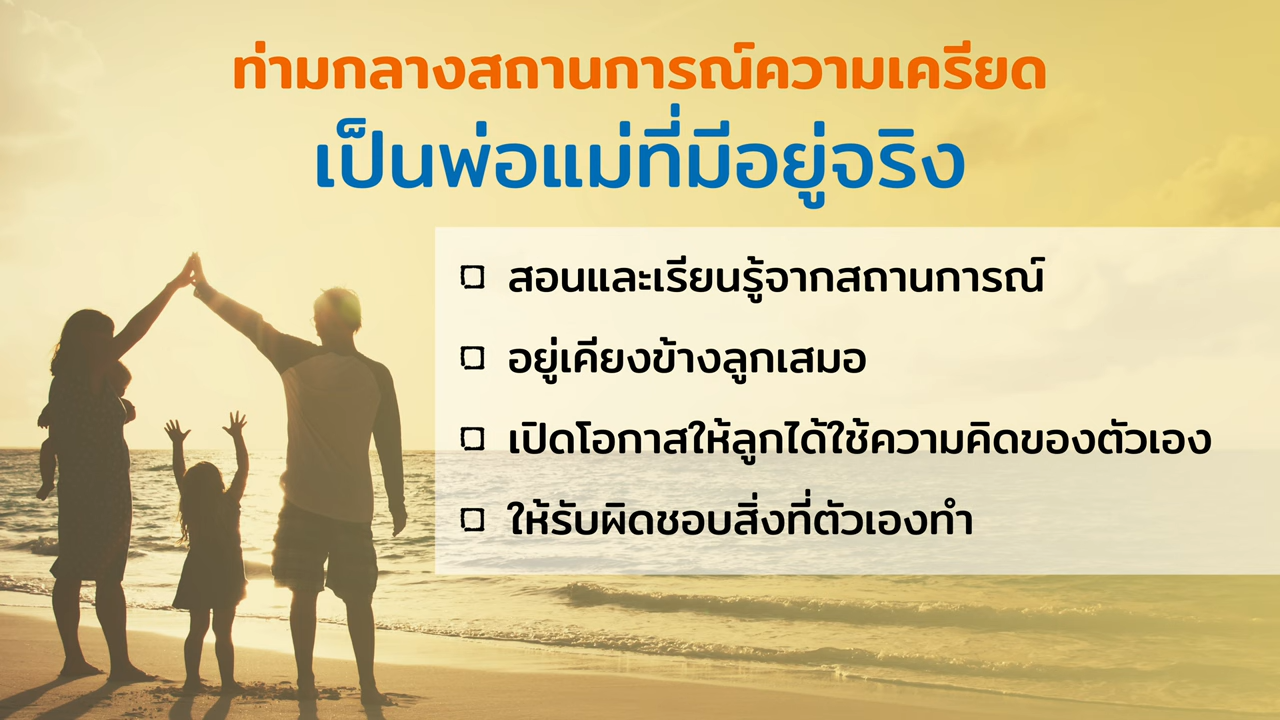 ท่ามกลางสถานการณ์ความเครียด
เป็นพ่อแม่ที่มีอยู่จริง
สอนและเรียนรู้จากสถานการณ์
อยู่เคียงข้างลูกเสมอ
เปิดโอกาสให้ลูกได้ใช้ความคิดของตัวเอง
ให้รับผิดชอบสิ่งที่ตัวเองทำ